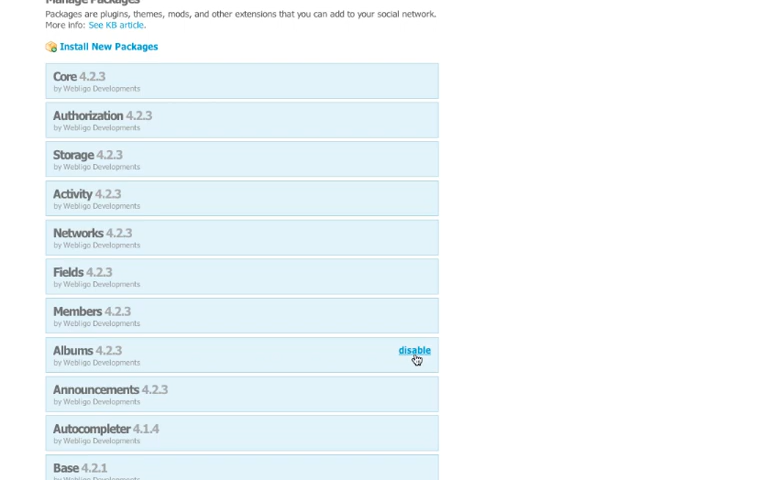 Manage Packages
Packages are plugins, themes, mods, and other extensions that you can add to your social network.
More info: See KB article.
Install New Packages
Core 4.2.3
by Webligo Developments
Authorization 4.2.3
by Webligo Developments
Storage 4.2.3
by Webligo Developments
Activity 4.2.3
by Webligo Developments
Networks 4.2.3
by Webligo Developments
Fields 4.2.3
by Webligo Developments
Members 4.2.3
by Webligo Developments
Albums 4.2.3 disable
by Webligo Developments
Announcements 4.2.3
by Webligo Developments
Autocompleter 4.1.4
by Webligo Developments
Base 4.2.1
by Webligo Developments